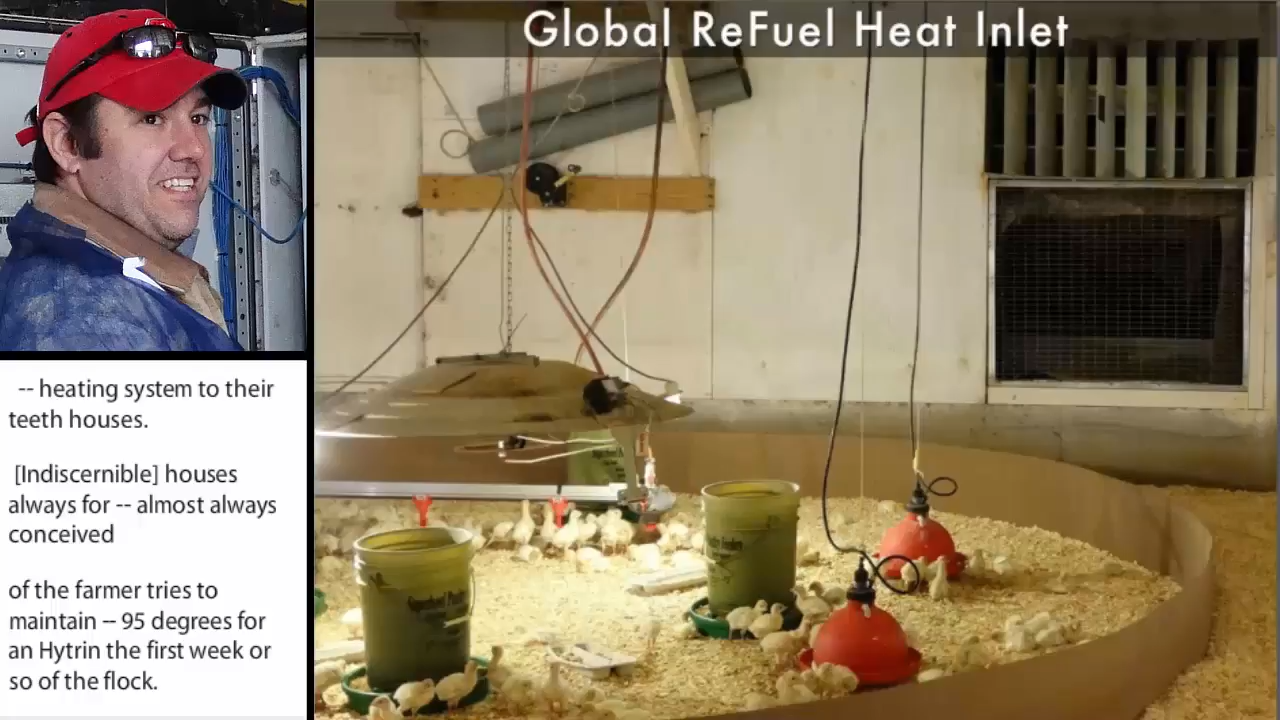 Global ReFuel Heat Inlet
-- heating system to their
teeth houses.
[Indiscernible] houses
always for -- almost always
conceived
of the farmer tries to
maintain -- 95 degrees for
an Hytrin the first week or
so of the flock.